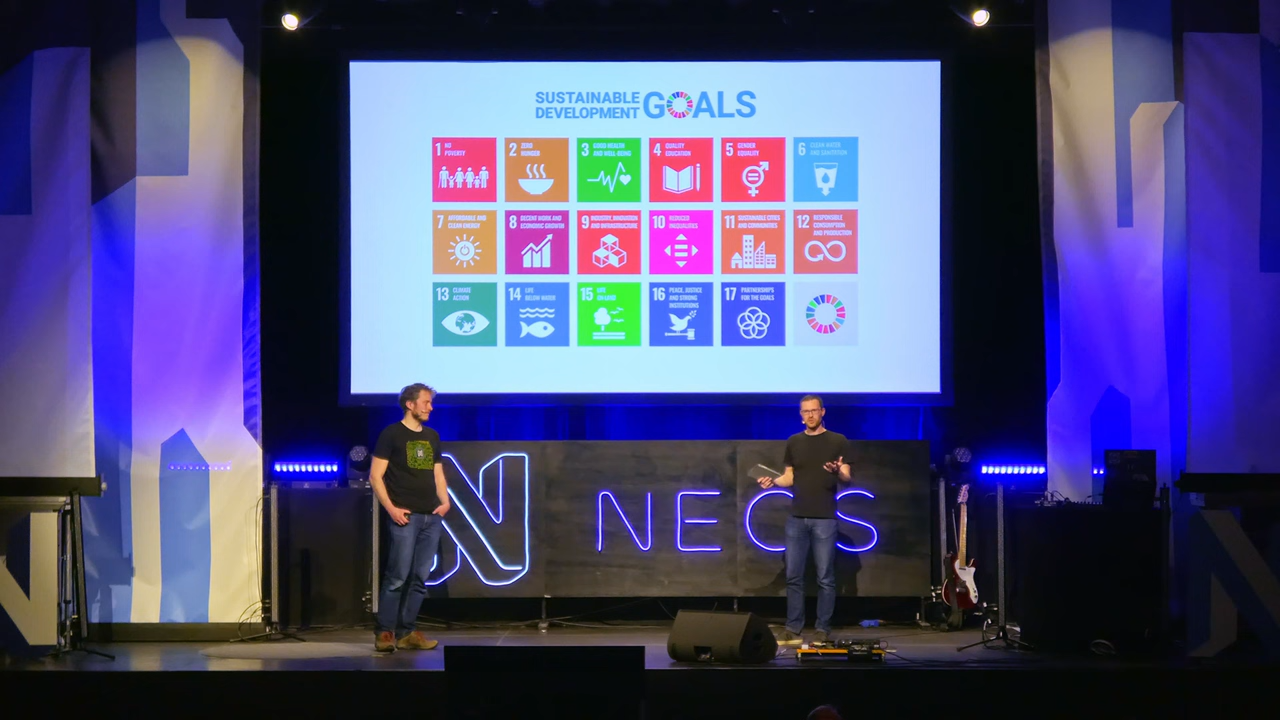 SUSTAINABLE
DEVELOPMENT GOALS
1 NO
POVERTY
2 ZERO
HUNGER
3 GOOD HEALTH
AND WELL-BEING
4 QUALITY
EDUCATION
5 GENDER
EQUALITY
6 CLEAN WATER
AND SANITATION
7 AFFORDABLE AND
CLEAN ENERGY
8 DECENT WORK AND
ECONOMIC GROWTH
9 INDUSTRY, INNOVATION
AND INFRASTRUCTURE
10 REDUCED
INEQUALITIES
11 SUSTAINABLE CITIES
AND COMMUNITIES
12 RESPONSIBLE
CONSUMPTION
AND PRODUCTION
13 CLIMATE
ACTION
14 LIFE
BELOW WATER
15 LIFE
ON LAND
16 PEACE, JUSTICE
AND STRONG
INSTITUTIONS
17 PARTNERSHIPS
FOR THE GOALS
N NEOS